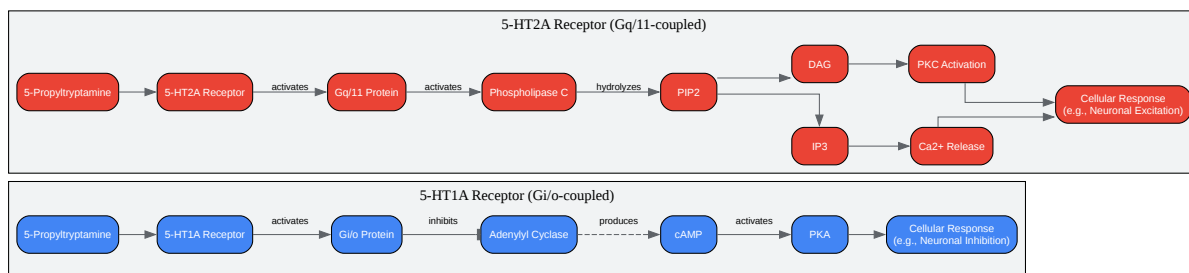 5-HT2A Receptor (Gq/11-coupled)
5-Propyltryptamine
5-HT2A Receptor
activates
Gq/11 Protein
activates
Phospholipase C
hydrolyzes
PIP2
DAG
PKC Activation
IP3
Ca2+ Release
Cellular Response
(e.g., Neuronal Excitation)
5-HT1A Receptor (Gi/o-coupled)
5-Propyltryptamine
5-HT1A Receptor
activates
Gi/o Protein
inhibits
Adenylyl Cyclase
produces
cAMP
activates
PKA
Cellular Response
(e.g., Neuronal Inhibition)